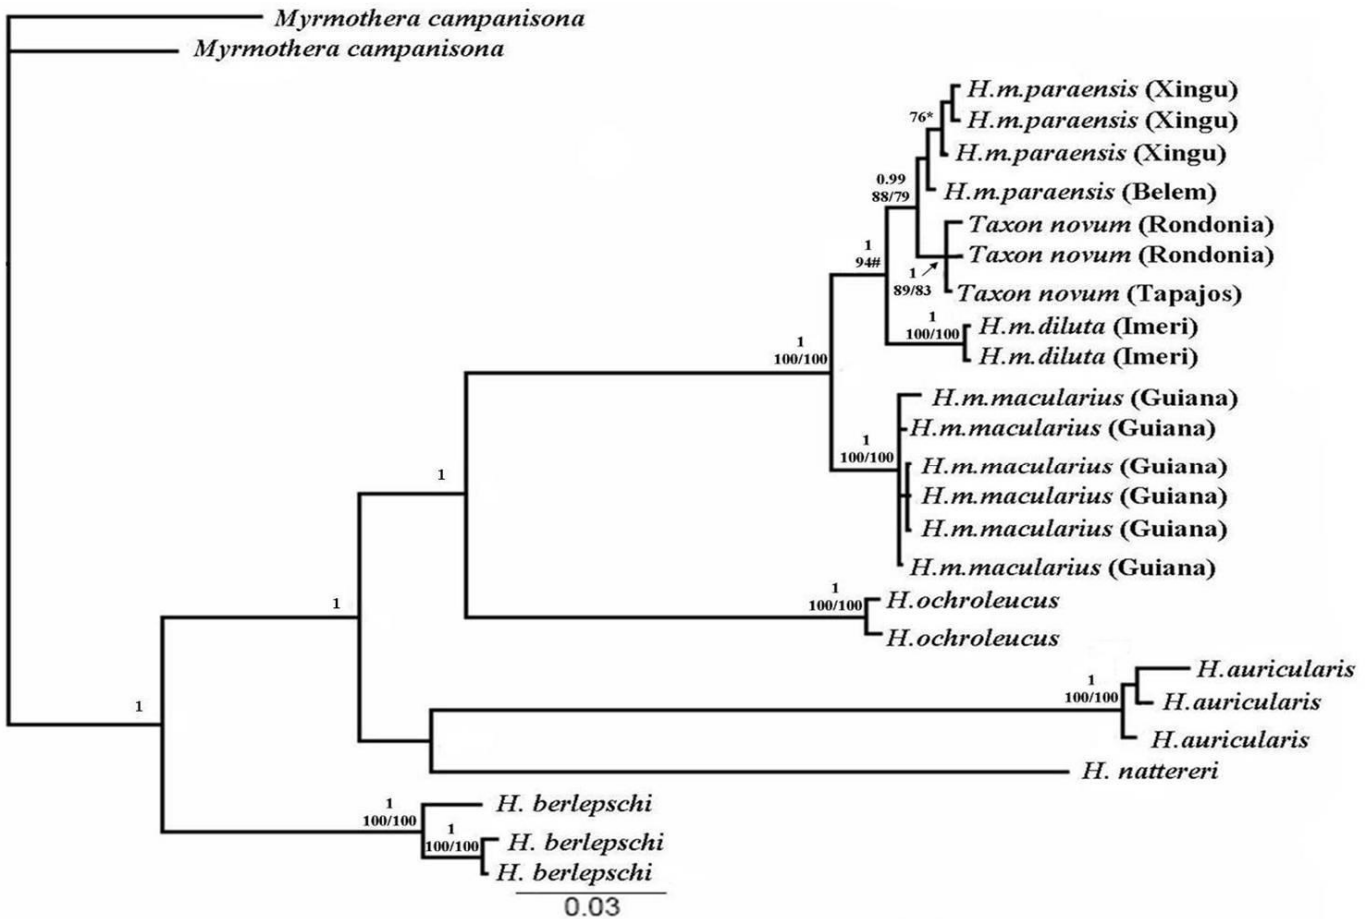 Myrmothera campanisona
Myrmothera campanisona
H.m.paraensis (Xingu)
76*
H.m.paraensis (Xingu)
H.m.paraensis (Xingu)
0.99
88/79
H.m.paraensis (Belem)
Taxon novum (Rondonia)
1
94#
Taxon novum (Rondonia)
1
89/83
Taxon novum (Tapajos)
1
100/100
H.m.diluta (Imeri)
H.m.diluta (Imeri)
1
100/100
H.m.macularius (Guiana)
H.m.macularius (Guiana)
1
100/100
H.m.macularius (Guiana)
1
H.m.macularius (Guiana)
H.m.macularius (Guiana)
H.m.macularius (Guiana)
1
100/100
H.ochroleucus
1
H.ochroleucus
H.auricularis
1
100/100
H.auricularis
1
H.auricularis
H. nattereri
1
100/100
H. berlepschi
1
100/100
H. berlepschi
H. berlepschi
0.03